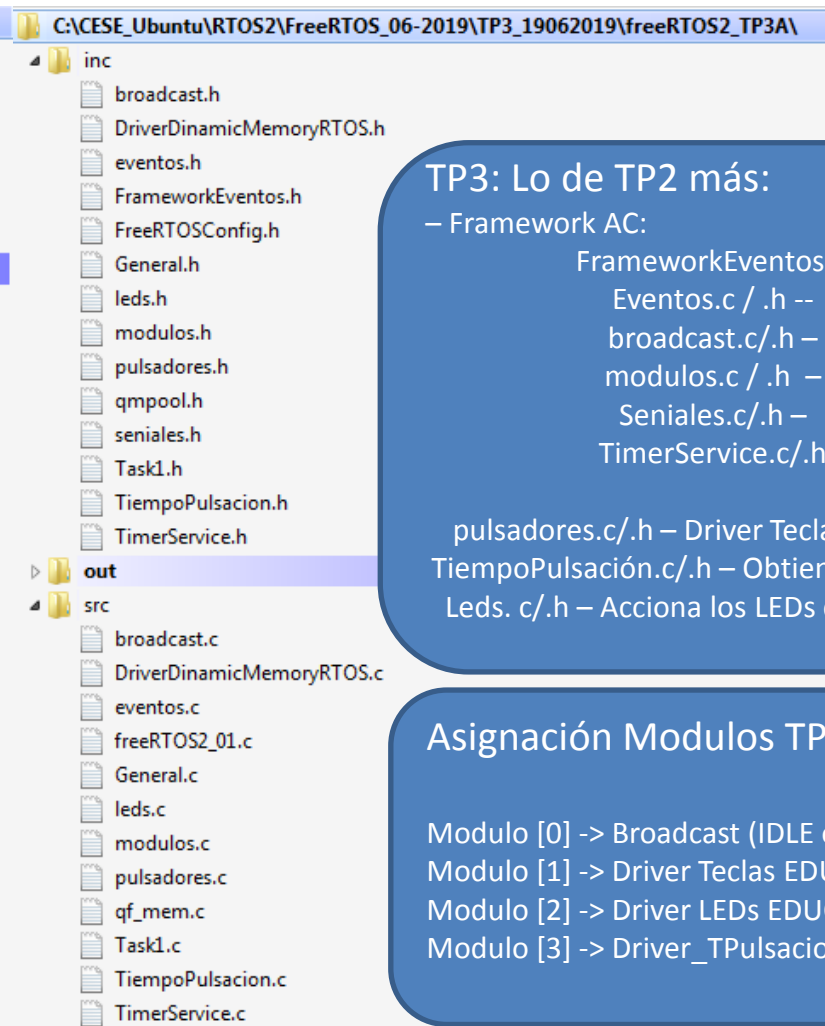 C:\CESE_Ubuntu\RTOS2\FreeRTOS_06-2019\TP3_19062019\freeRTOS2_TP3A\
inc
broadcast.h
DriverDinamicMemoryRTOS.h
eventos.h
FrameworkEventos.h
FreeRTOSConfig.h
General.h
leds.h
modulos.h
pulsadores.h
qmpool.h
seniales.h
Task1.h
TiempoPulsacion.h
TimerService.h
out
src
broadcast.c
DriverDinamicMemoryRTOS.c
eventos.c
freeRTOS2_01.c
General.c
leds.c
modulos.c
pulsadores.c
qf_mem.c
Task1.c
TiempoPulsacion.c
TimerService.c
TP3: Lo de TP2 más:
– Framework AC:
FrameworkEventos
Eventos.c / .h --
broadcast.c/.h –
modulos.c / .h –
Seniales.c/.h –
TimerService.c/.h
pulsadores.c/.h – Driver Tecla
TiempoPulsación.c/.h – Obtien
Leds. c/.h – Acciona los LEDs
Asignación Modulos TP
Modulo [0] -> Broadcast (IDLE
Modulo [1] -> Driver Teclas EDU
Modulo [2] -> Driver LEDs EDU
Modulo [3] -> Driver_TPulsacio